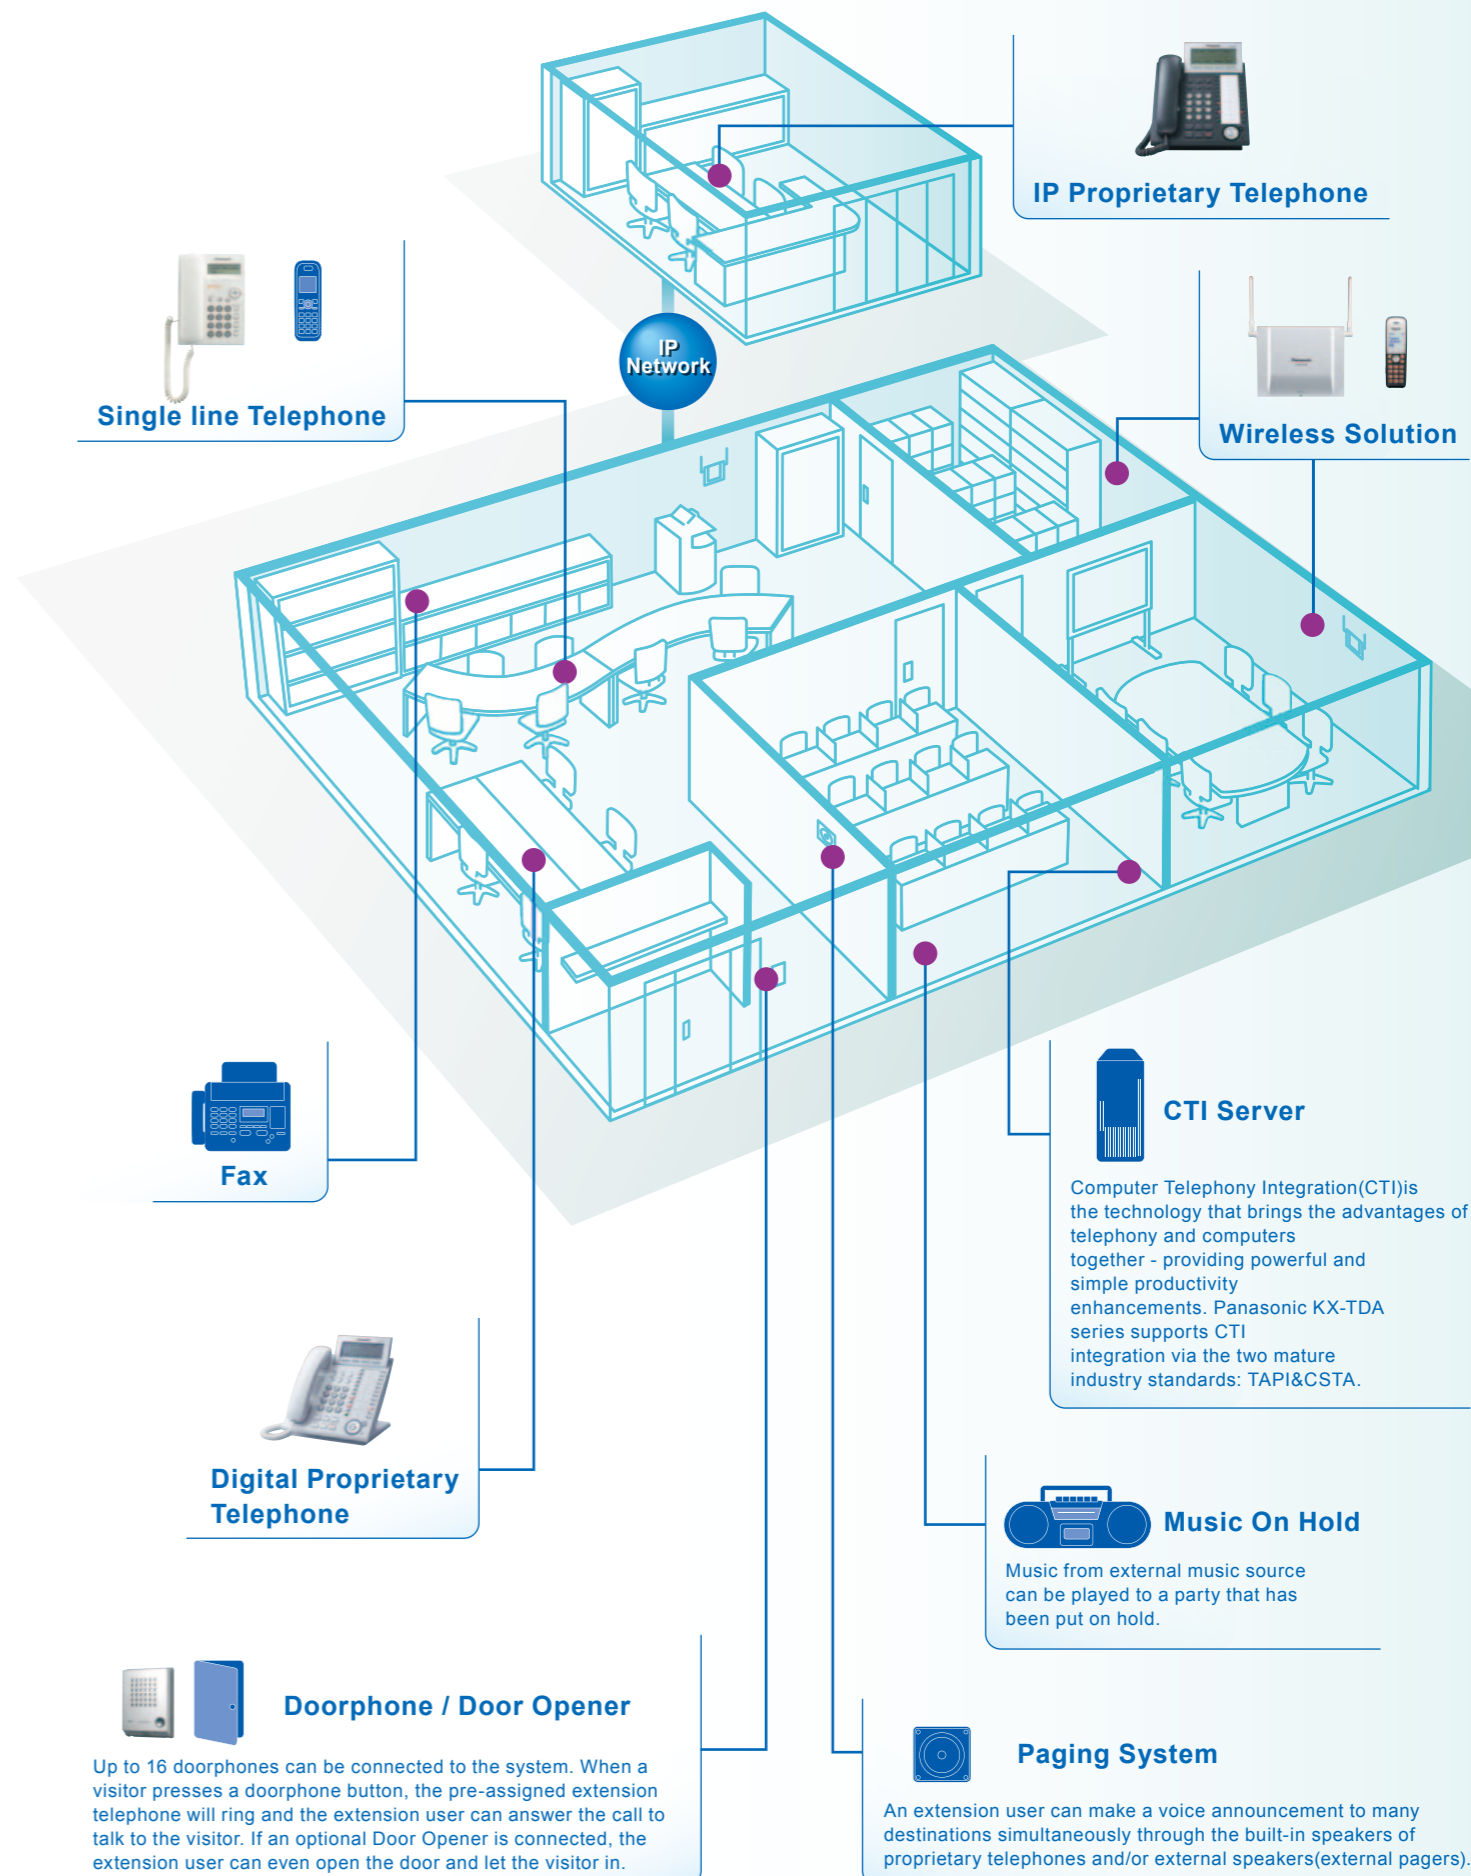 IP Proprietary Telephone
Single line Telephone
IP
Network
Wireless Solution
Fax
CTI Server
Computer Telephony Integration(CTI)is
the technology that brings the advantages of
telephony and computers
together - providing powerful and
simple productivity
enhancements. Panasonic KX-TDA
series supports CTI
integration via the two mature
industry standards: TAPI&CSTA.
Digital Proprietary
Telephone
Music On Hold
Music from external music source
can be played to a party that has
been put on hold.
Doorphone / Door Opener
Up to 16 doorphones can be connected to the system. When a
visitor presses a doorphone button, the pre-assigned extension
telephone will ring and the extension user can answer the call to
talk to the visitor. If an optional Door Opener is connected, the
extension user can even open the door and let the visitor in.
Paging System
An extension user can make a voice announcement to many
destinations simultaneously through the built-in speakers of
proprietary telephones and/or external speakers(external pagers).